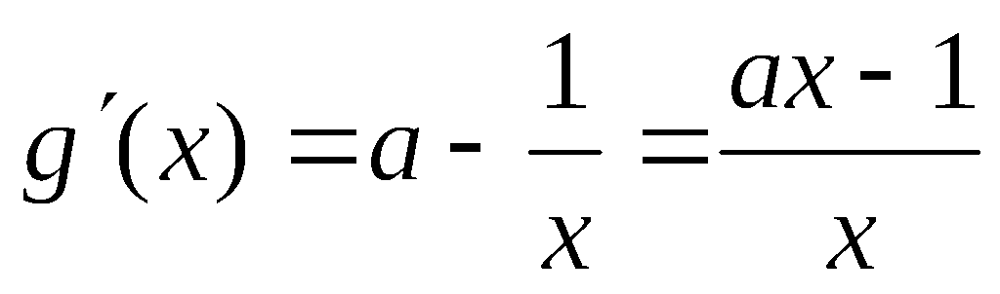 g′(x) = a - 1/x = (ax - 1)/x